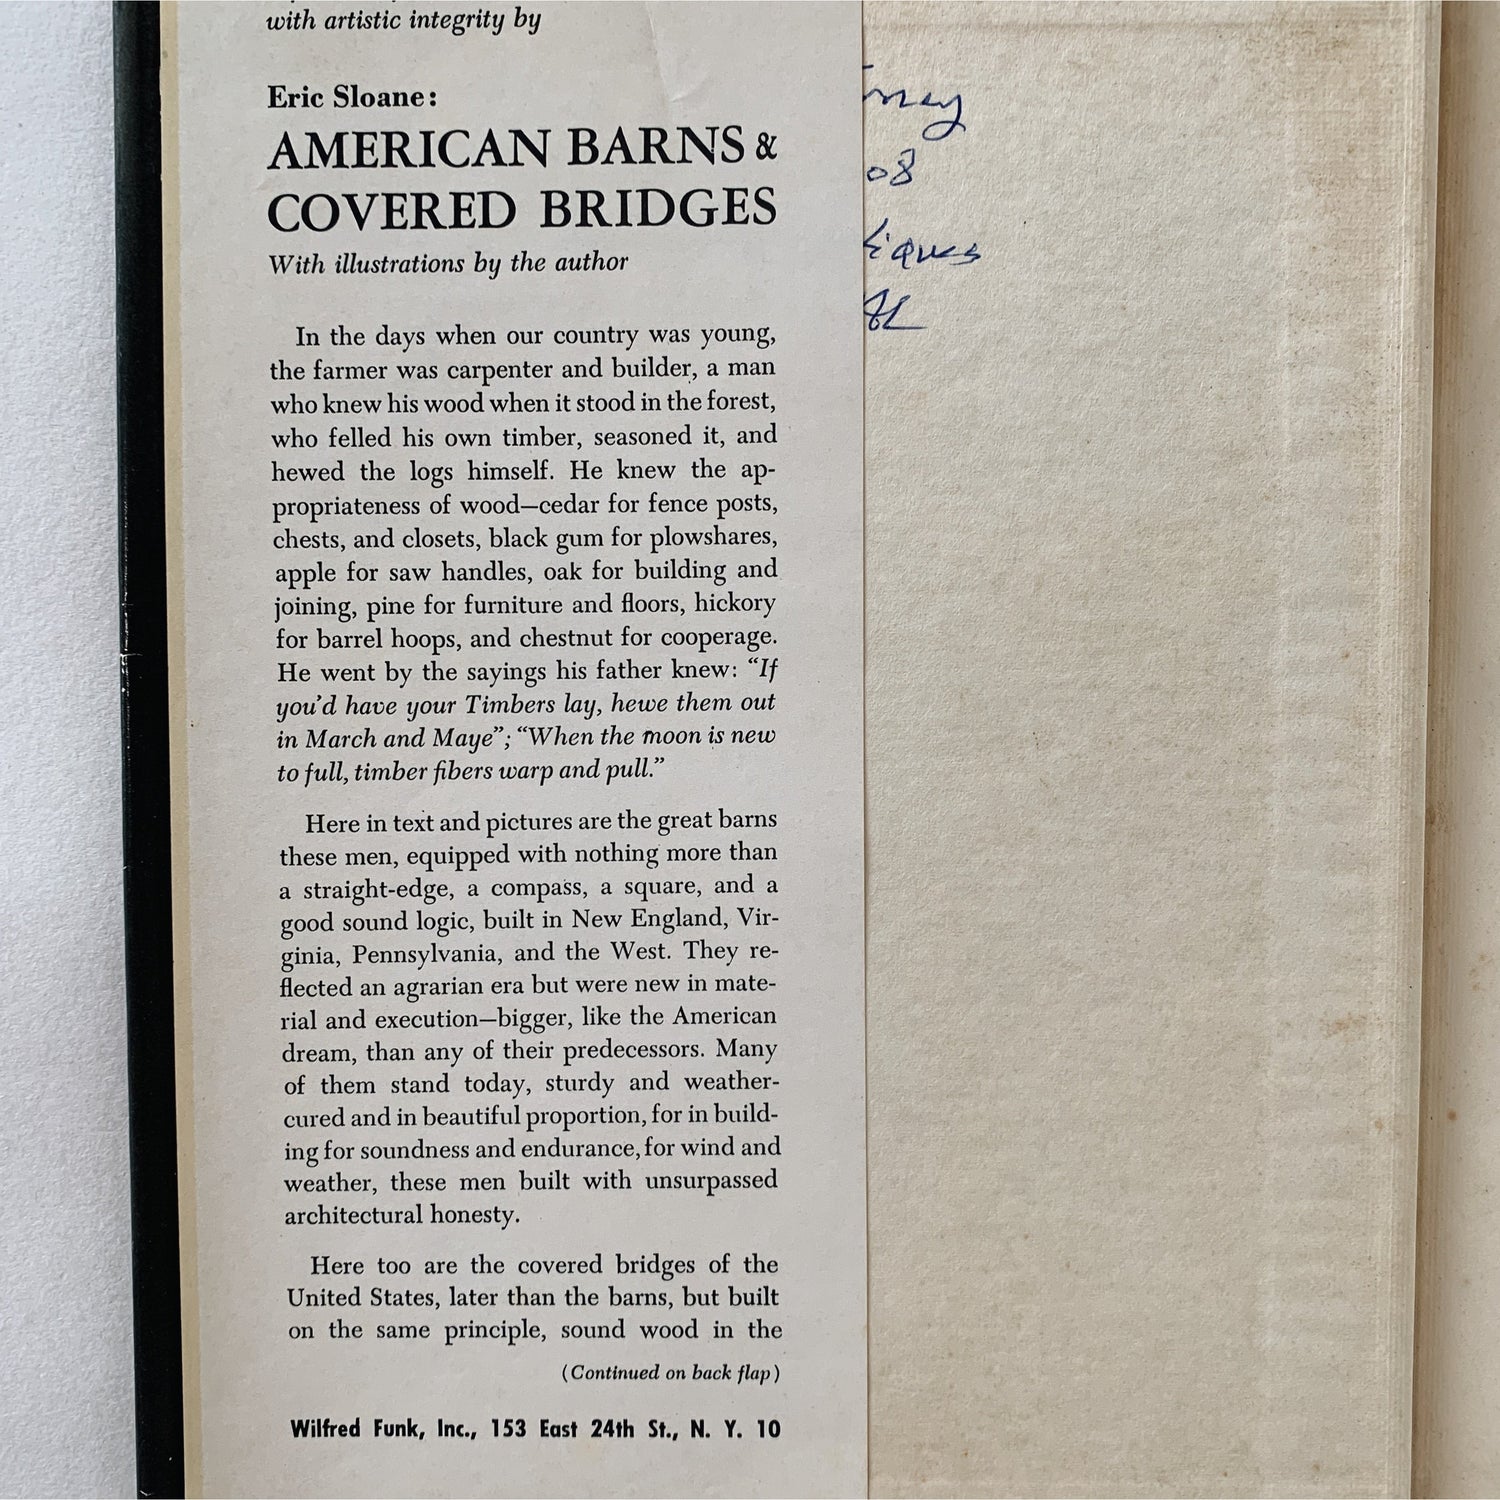 with artistic integrity by
Eric Sloane:
AMERICAN BARNS &
COVERED BRIDGES
With illustrations by the author
In the days when our country was young,
the farmer was carpenter and builder, a man
who knew his wood when it stood in the forest,
who felled his own timber, seasoned it, and
hewed the logs himself. He knew the ap-
propriateness of wood—cedar for fence posts,
chests, and closets, black gum for plowshares,
apple for saw handles, oak for building and
joining, pine for furniture and floors, hickory
for barrel hoops, and chestnut for cooperage.
He went by the sayings his father knew: “If
you’d have your Timbers lay, hewe them out
in March and Maye”; “When the moon is new
to full, timber fibers warp and pull.”
Here in text and pictures are the great barns
these men, equipped with nothing more than
a straight-edge, a compass, a square, and a
good sound logic, built in New England, Vir-
ginia, Pennsylvania, and the West. They re-
flected an agrarian era but were new in mate-
rial and execution—bigger, like the American
dream, than any of their predecessors. Many
of them stand today, sturdy and weather-
cured and in beautiful proportion, for in build-
ing for soundness and endurance, for wind and
weather, these men built with unsurpassed
architectural honesty.
Here too are the covered bridges of the
United States, later than the barns, but built
on the same principle, sound wood in the
(Continued on back flap)
Wilfred Funk, Inc., 153 East 24th St., N. Y. 10
08